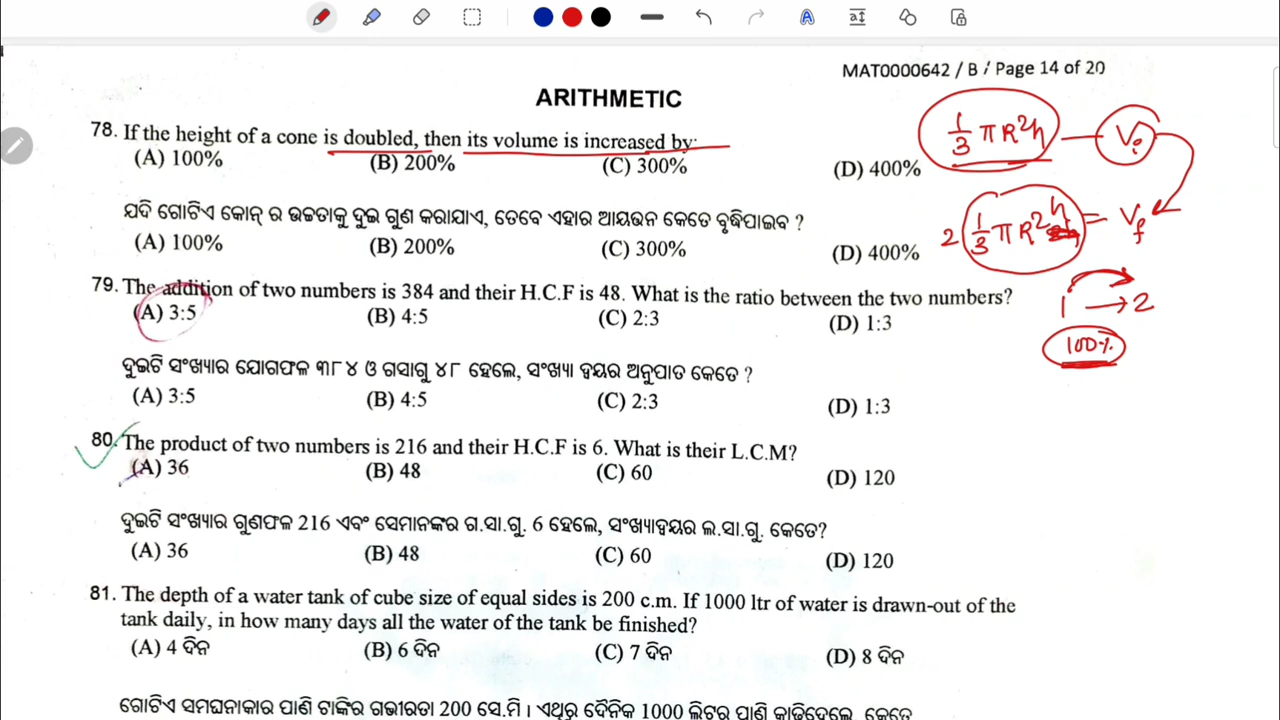 MAT0000642 / B / Page 14 of 20
ARITHMETIC
78. If the height of a cone is doubled, then its volume is increased by:
(A) 100% (B) 200% (C) 300% (D) 400%
ଯଦି ଗୋଟିଏ କୋନ୍ ର ଉଚ୍ଚତାକୁ ଦୁଇ ଗୁଣ କରାଯାଏ, ତେବେ ଏହାର ଆୟତନ କେତେ ବୃଦ୍ଧିପାଇବ ?
(A) 100% (B) 200% (C) 300% (D) 400%
79. The addition of two numbers is 384 and their H.C.F is 48. What is the ratio between the two numbers?
(A) 3:5 (B) 4:5 (C) 2:3 (D) 1:3
ଦୁଇଟି ସଂଖ୍ୟାର ଯୋଗଫଳ ୩୮୪ ଓ ଗସାଗୁ ୪୮ ହେଲେ, ସଂଖ୍ୟା ଦ୍ୱୟର ଅନୁପାତ କେତେ ?
(A) 3:5 (B) 4:5 (C) 2:3 (D) 1:3
80. The product of two numbers is 216 and their H.C.F is 6. What is their L.C.M?
(A) 36 (B) 48 (C) 60 (D) 120
ଦୁଇଟି ସଂଖ୍ୟାର ଗୁଣଫଳ 216 ଏବଂ ସେମାନଙ୍କର ଗ.ସା.ଗୁ. 6 ହେଲେ, ସଂଖ୍ୟାଦ୍ୱୟର ଲ.ସା.ଗୁ. କେତେ?
(A) 36 (B) 48 (C) 60 (D) 120
81. The depth of a water tank of cube size of equal sides is 200 c.m. If 1000 ltr of water is drawn-out of the
tank daily, in how many days all the water of the tank be finished?
(A) 4 ଦିନ (B) 6 ଦିନ (C) 7 ଦିନ (D) 8 ଦିନ
ଗୋଟିଏ ସମଘନାକାର ପାଣି ଟାଙ୍କିର ଗଭୀରତା 200 ସେ.ମି । ଏଥିରୁ ଦୈନିକ 1000 ଲିଟର ପାଣି କାଢ଼ିଦେଲେ, କେତେ
1/3 πR²h — V
2 1/3 πR²h = Vf
1 → 2
100%